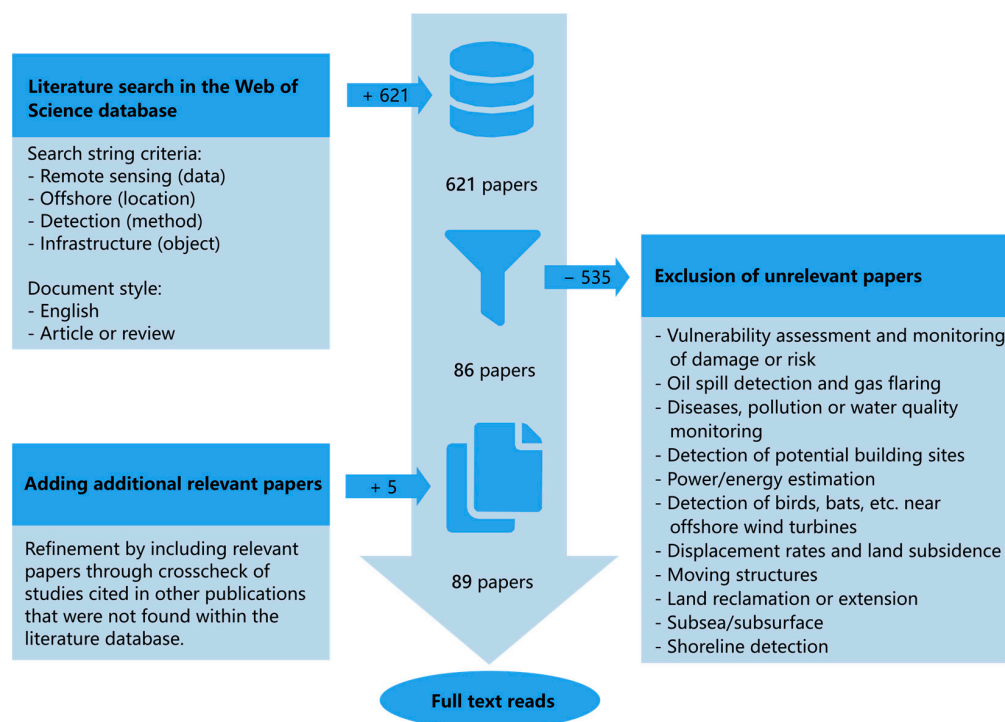 Literature search in the Web of
Science database
Search string criteria:
- Remote sensing (data)
- Offshore (location)
- Detection (method)
- Infrastructure (object)
Document style:
- English
- Article or review
+ 621
621 papers
− 535
86 papers
Exclusion of unrelevant papers
- Vulnerability assessment and monitoring
of damage or risk
- Oil spill detection and gas flaring
- Diseases, pollution or water quality
monitoring
- Detection of potential building sites
- Power/energy estimation
- Detection of birds, bats, etc. near
offshore wind turbines
- Displacement rates and land subsidence
- Moving structures
- Land reclamation or extension
- Subsea/subsurface
- Shoreline detection
Adding additional relevant papers
Refinement by including relevant
papers through crosscheck of
studies cited in other publications
that were not found within the
literature database.
+ 5
89 papers
Full text reads